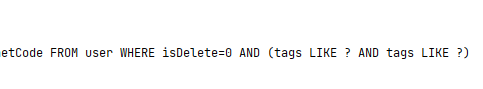 etCode FROM user WHERE isDelete=0 AND (tags LIKE ? AND tags LIKE ?)